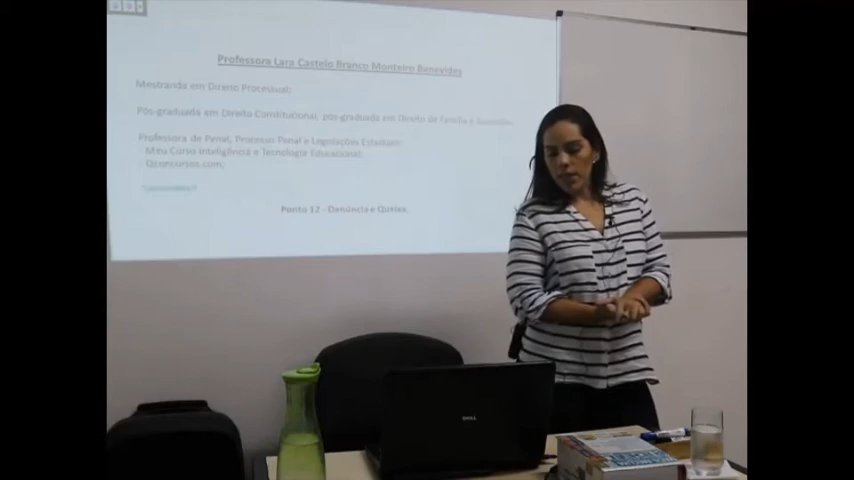 Professora Lara Castelo Branco Monteiro Benevides
Mestranda em Direito Processual;
Pós-graduada em Direito Constitucional, pós-graduada em Direito de Família e Sucessões;
Professora de Penal, Processo Penal e Legislações Estadual:
Meu Curso Inteligência e Tecnologia Educacional;
Qconcursos.com;
Ponto 12 - Denúncia e Queixa
DELL